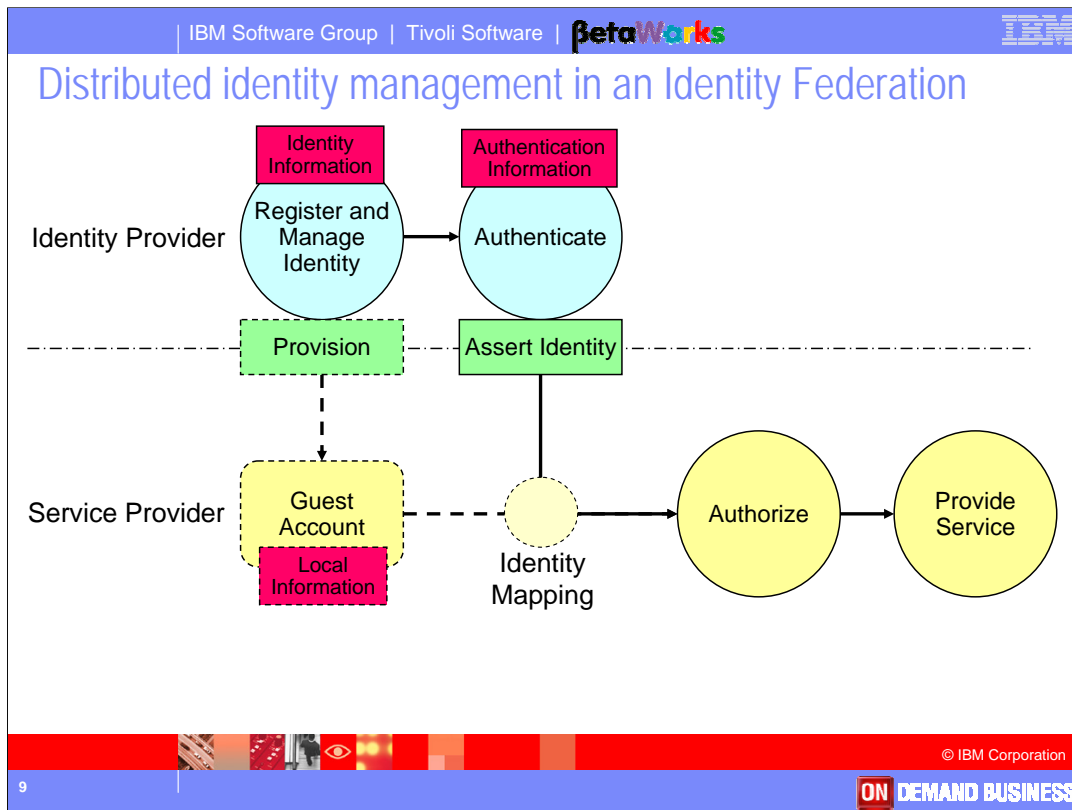 IBM Software Group | Tivoli Software | βetaWorks
IBM
Distributed identity management in an Identity Federation
Identity
Information
Authentication
Information
Identity Provider
Register and
Manage
Identity
Authenticate
Provision
Assert Identity
Service Provider
Guest
Account
Local
Information
Identity
Mapping
Authorize
Provide
Service
© IBM Corporation
9
ON DEMAND BUSINESS